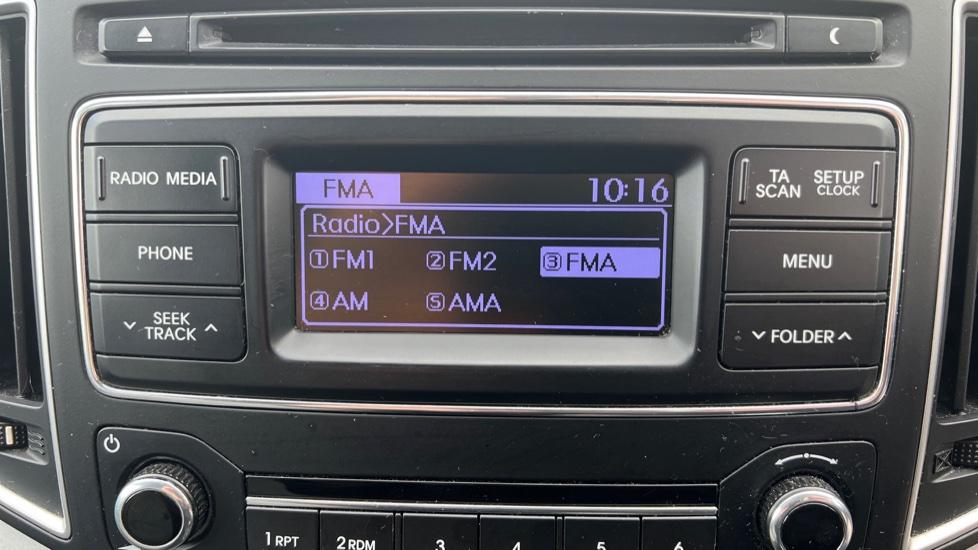 RADIO MEDIA
PHONE
SEEK
TRACK
FMA 10:16
Radio>FMA
①FM1 ②FM2 ③FMA
④AM ⑤AMA
TA
SCAN
SETUP
CLOCK
MENU
FOLDER
1 RPT 2 RDM 3 4 5 6